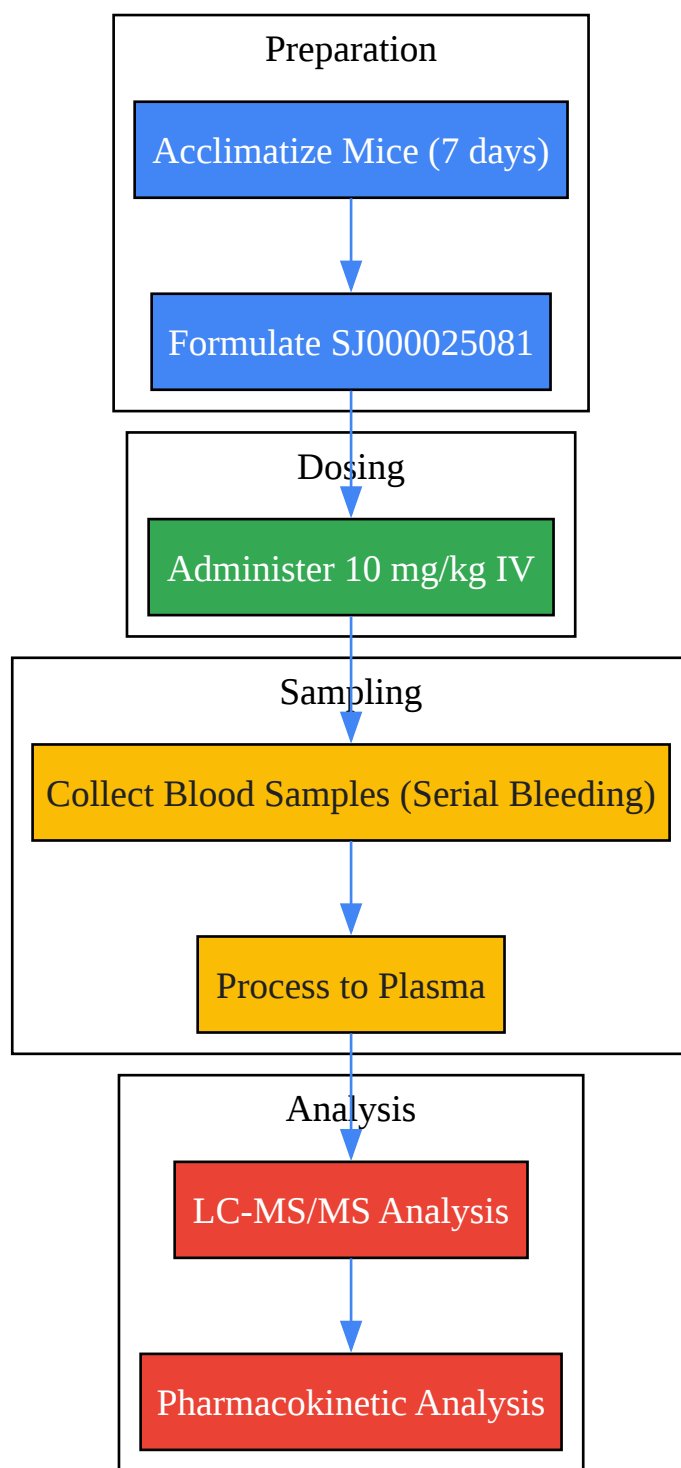 Preparation
Acclimatize Mice (7 days)
Formulate SJ000025081
Dosing
Administer 10 mg/kg IV
Sampling
Collect Blood Samples (Serial Bleeding)
Process to Plasma
Analysis
LC-MS/MS Analysis
Pharmacokinetic Analysis